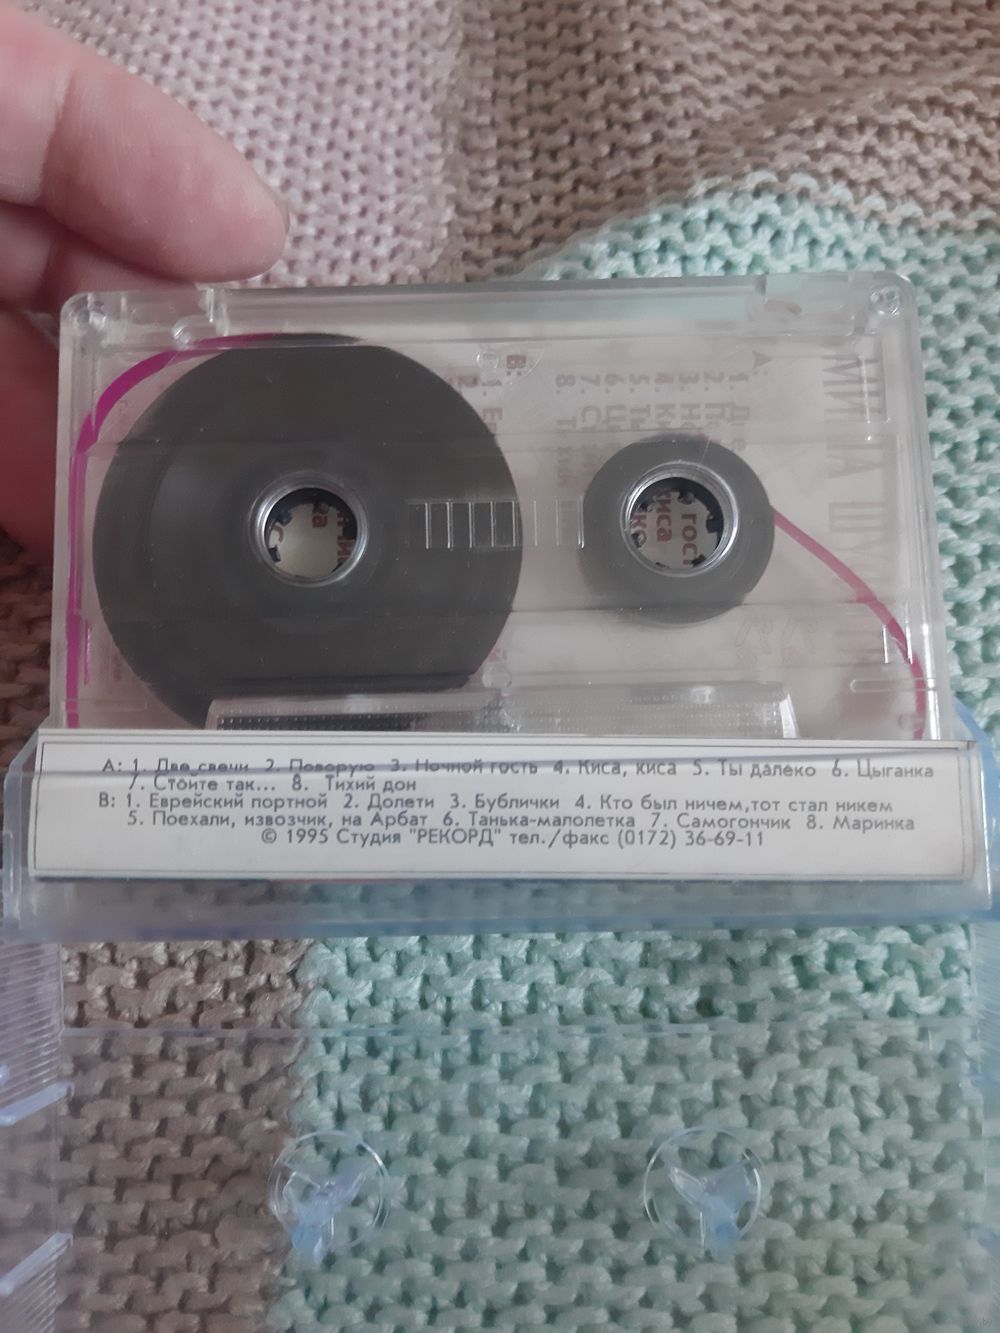 А: 1. Две свечи 2. Поворую 3. Ночной гость 4. Киса, киса 5. Ты далеко 6. Цыганка
7. Стойте так... 8. Тихий дон
В: 1. Еврейский портной 2. Долети 3. Бублички 4. Кто был ничем,тот стал никем
5. Поехали, извозчик, на Арбат 6. Танька-малолетка 7. Самогончик 8. Маринка
© 1995 Студия "РЕКОРД" тел./факс (0172) 36-69-11